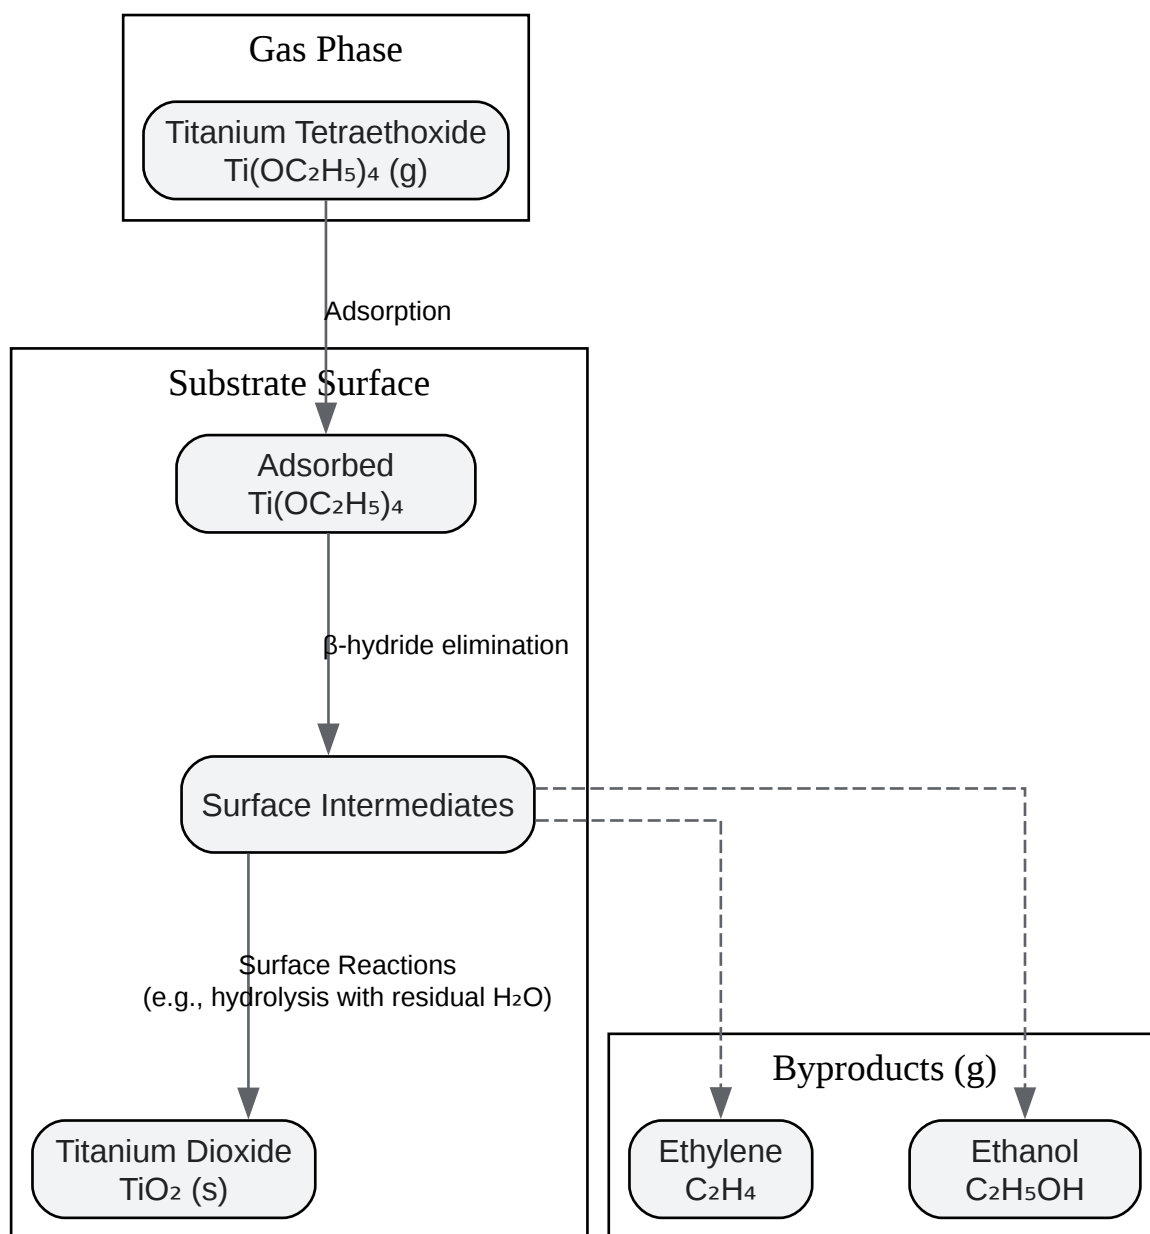 Gas Phase
Titanium Tetraethoxide
Ti(OC₂H₅)₄ (g)
Adsorption
Substrate Surface
Adsorbed
Ti(OC₂H₅)₄
β-hydride elimination
Surface Intermediates
Surface Reactions
(e.g., hydrolysis with residual H₂O)
Titanium Dioxide
TiO₂ (s)
Byproducts (g)
Ethylene
C₂H₄
Ethanol
C₂H₅OH